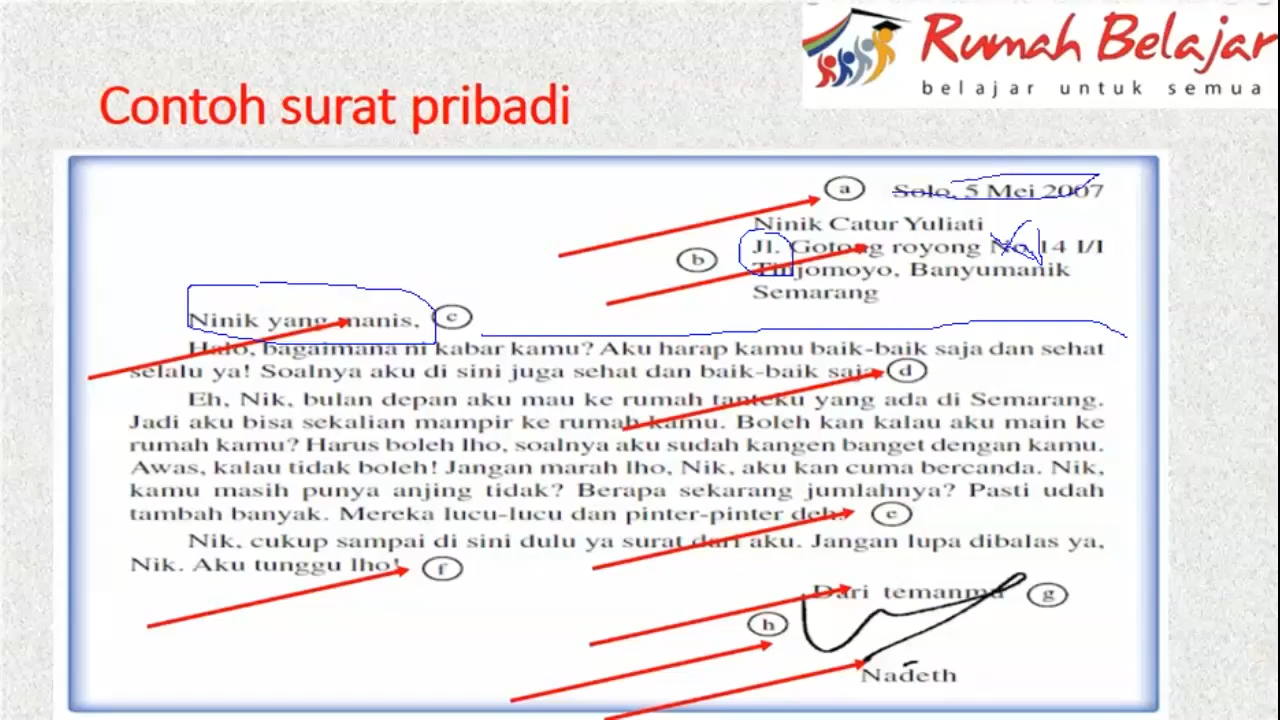 Rumah Belajar
belajar untuk semua
Contoh surat pribadi
a Solo, 5 Mei 2007
Ninik Catur Yuliati
b Jl. Gotong royong No.14 I/I
Tinjomoyo, Banyumanik
Semarang
Ninik yang manis, c
Halo, bagaimana ni kabar kamu? Aku harap kamu baik-baik saja dan sehat
selalu ya! Soalnya aku di sini juga sehat dan baik-baik saja. d
Eh, Nik, bulan depan aku mau ke rumah tanteku yang ada di Semarang.
Jadi aku bisa sekalian mampir ke rumah kamu. Boleh kan kalau aku main ke
rumah kamu? Harus boleh lho, soalnya aku sudah kangen banget dengan kamu.
Awas, kalau tidak boleh! Jangan marah lho, Nik, aku kan cuma bercanda. Nik,
kamu masih punya anjing tidak? Berapa sekarang jumlahnya? Pasti udah
tambah banyak. Mereka lucu-lucu dan pinter-pinter deh. e
Nik, cukup sampai di sini dulu ya surat dari aku. Jangan lupa dibalas ya,
Nik. Aku tunggu lho! f
Dari temanmu g
h
Nadeth